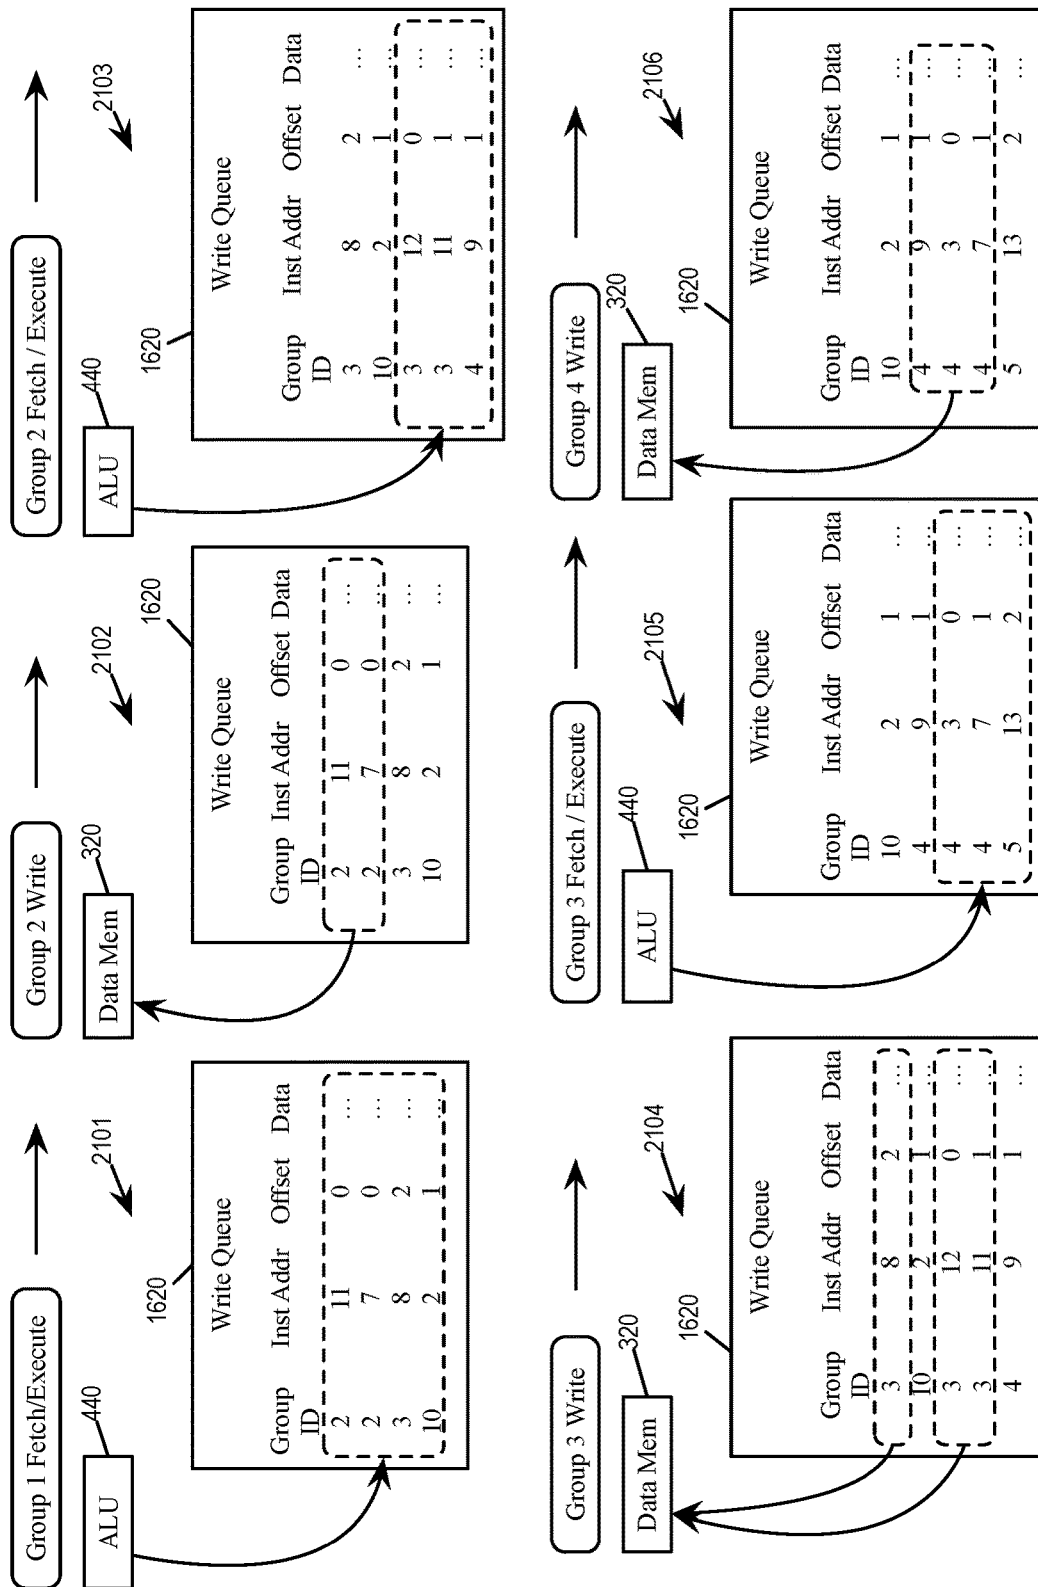 Group 1 Fetch/Execute
ALU
440
2101
1620
Write Queue
Group ID Inst Addr Offset Data
2 11 0 ...
2 7 0 ...
3 8 2 ...
10 2 1 ...
Group 2 Write
Data Mem
320
2102
1620
Write Queue
Group ID Inst Addr Offset Data
2 11 0 ...
2 7 0 ...
3 8 2 ...
10 2 1 ...
Group 2 Fetch / Execute
ALU
440
2103
1620
Write Queue
Group ID Inst Addr Offset Data
3 8 2 ...
10 2 1 ...
3 12 0 ...
3 11 1 ...
4 9 1 ...
Group 3 Write
Data Mem
320
2104
1620
Write Queue
Group ID Inst Addr Offset Data
3 8 2 ...
10 2 1 ...
3 12 0 ...
3 11 1 ...
4 9 1 ...
Group 3 Fetch / Execute
ALU
440
2105
1620
Write Queue
Group ID Inst Addr Offset Data
10 2 1 ...
4 9 1 ...
4 3 0 ...
4 7 1 ...
5 13 2 ...
Group 4 Write
Data Mem
320
2106
1620
Write Queue
Group ID Inst Addr Offset Data
10 2 1 ...
4 9 1 ...
4 3 0 ...
4 7 1 ...
5 13 2 ...